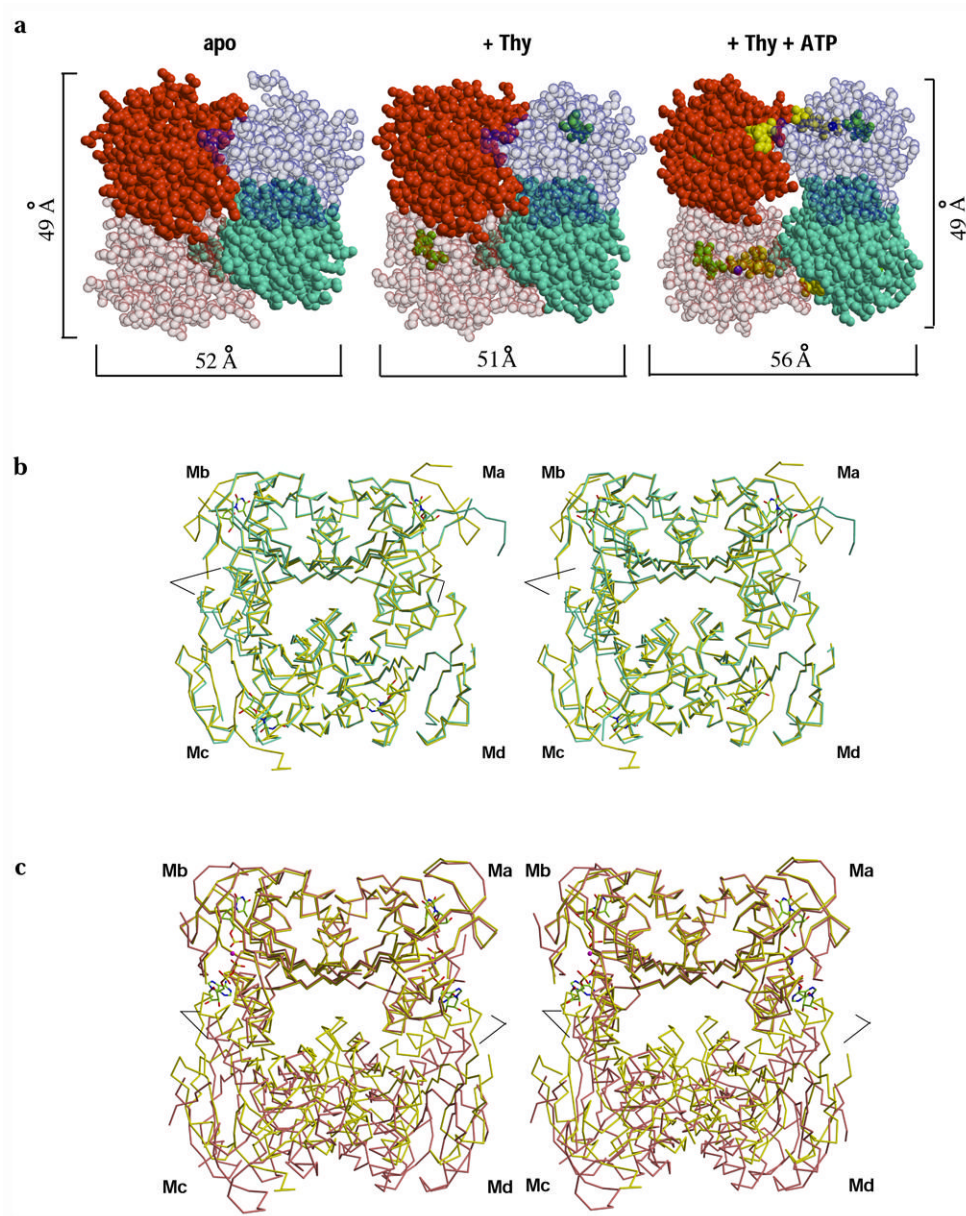 a
apo
+ Thy
+ Thy + ATP
49 Å
49 Å
52 Å
51 Å
56 Å
b
Mb
Ma
Mb
Ma
Mc
Md
Mc
Md
c
Mb
Ma
Mb
Ma
Mc
Md
Mc
Md